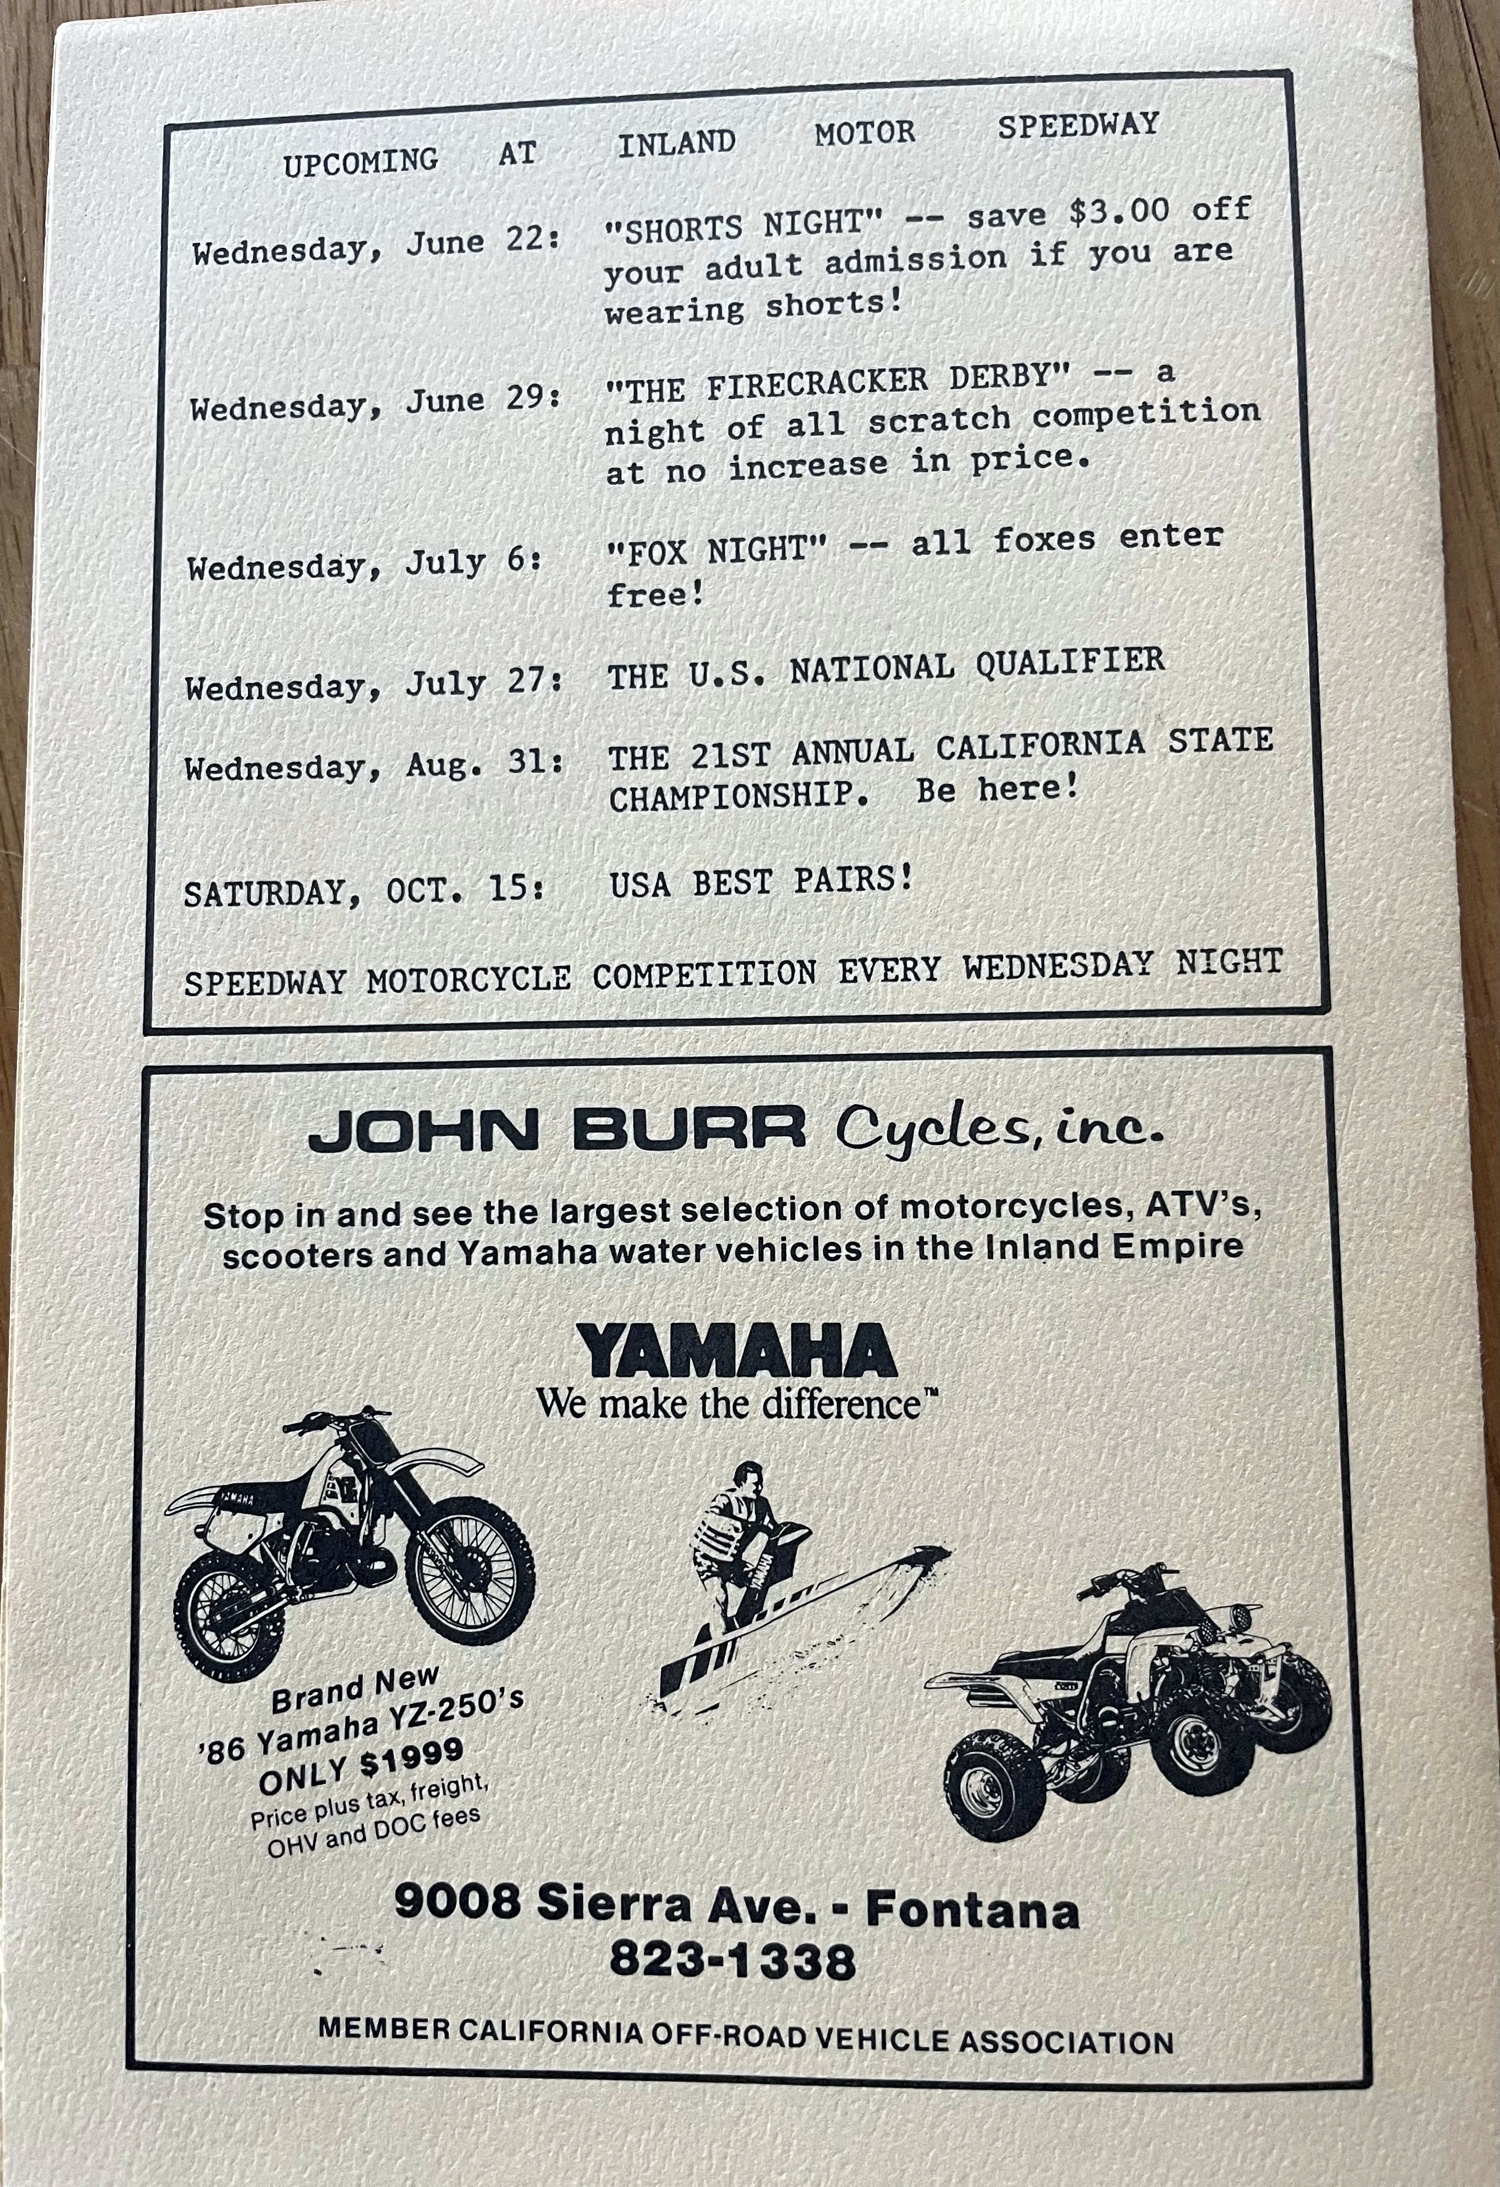 UPCOMING AT INLAND MOTOR SPEEDWAY
Wednesday, June 22: "SHORTS NIGHT" -- save $3.00 off
your adult admission if you are
wearing shorts!
Wednesday, June 29: "THE FIRECRACKER DERBY" -- a
night of all scratch competition
at no increase in price.
Wednesday, July 6: "FOX NIGHT" -- all foxes enter
free!
Wednesday, July 27: THE U.S. NATIONAL QUALIFIER
Wednesday, Aug. 31: THE 21ST ANNUAL CALIFORNIA STATE
CHAMPIONSHIP. Be here!
SATURDAY, OCT. 15: USA BEST PAIRS!
SPEEDWAY MOTORCYCLE COMPETITION EVERY WEDNESDAY NIGHT
JOHN BURR Cycles, inc.
Stop in and see the largest selection of motorcycles, ATV's,
scooters and Yamaha water vehicles in the Inland Empire
YAMAHA
We make the difference™
YAMAHA
YZ
YAMAHA
Brand New
'86 Yamaha YZ-250's
ONLY $1999
Price plus tax, freight,
OHV and DOC fees
9008 Sierra Ave. - Fontana
823-1338
MEMBER CALIFORNIA OFF-ROAD VEHICLE ASSOCIATION